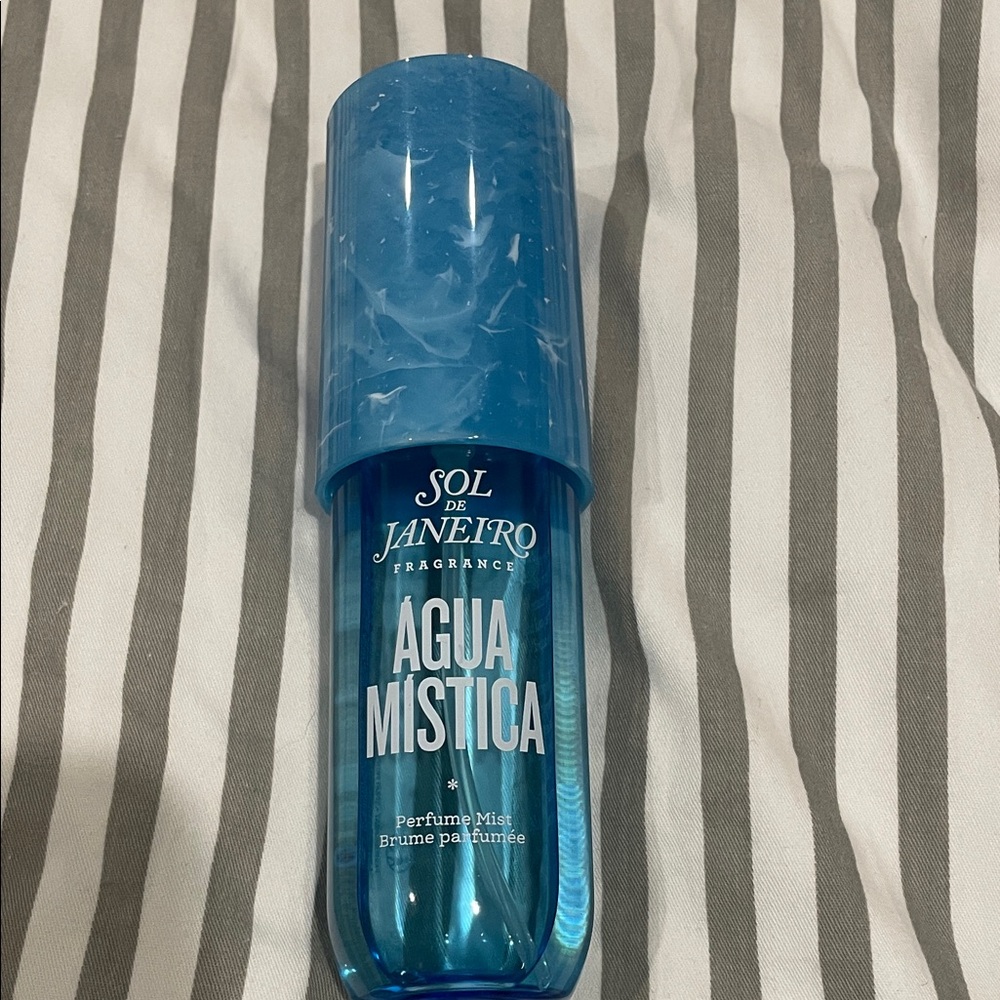 SOL
DE
JANEIRO
FRAGRANCE
ÁGUA
MÍSTICA
*
Perfume Mist
Brume parfumée